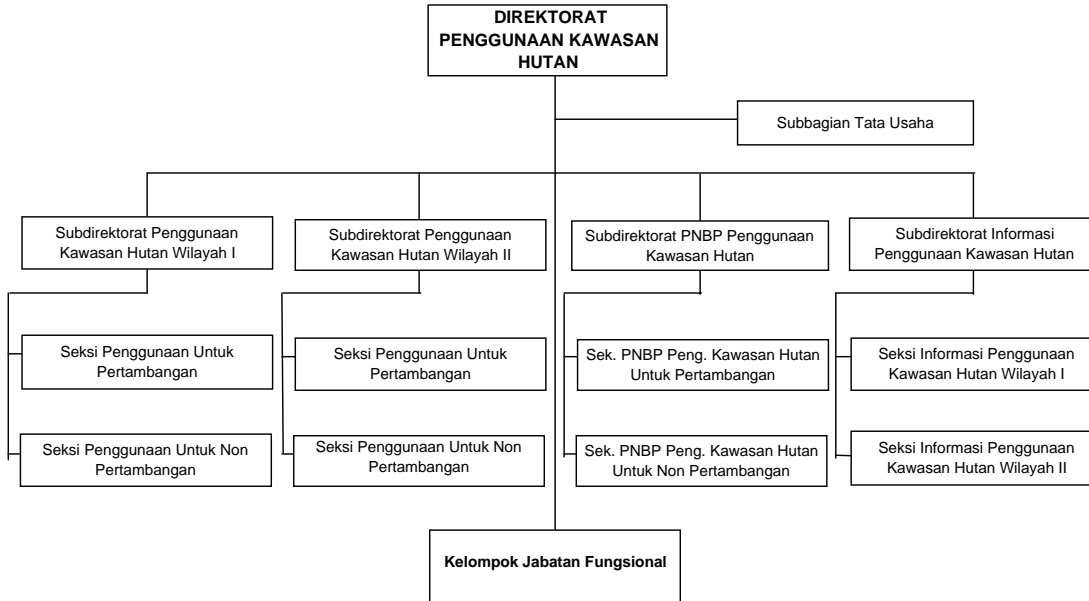 DIREKTORAT
PENGGUNAAN KAWASAN
HUTAN
Subbagian Tata Usaha
Subdirektorat Penggunaan
Kawasan Hutan Wilayah I
Subdirektorat Penggunaan
Kawasan Hutan Wilayah II
Subdirektorat PNBP Penggunaan
Kawasan Hutan
Subdirektorat Informasi
Penggunaan Kawasan Hutan
Seksi Penggunaan Untuk
Pertambangan
Seksi Penggunaan Untuk
Pertambangan
Sek. PNBP Peng. Kawasan Hutan
Untuk Pertambangan
Seksi Informasi Penggunaan
Kawasan Hutan Wilayah I
Seksi Penggunaan Untuk Non
Pertambangan
Seksi Penggunaan Untuk Non
Pertambangan
Sek. PNBP Peng. Kawasan Hutan
Untuk Non Pertambangan
Seksi Informasi Penggunaan
Kawasan Hutan Wilayah II
Kelompok Jabatan Fungsional